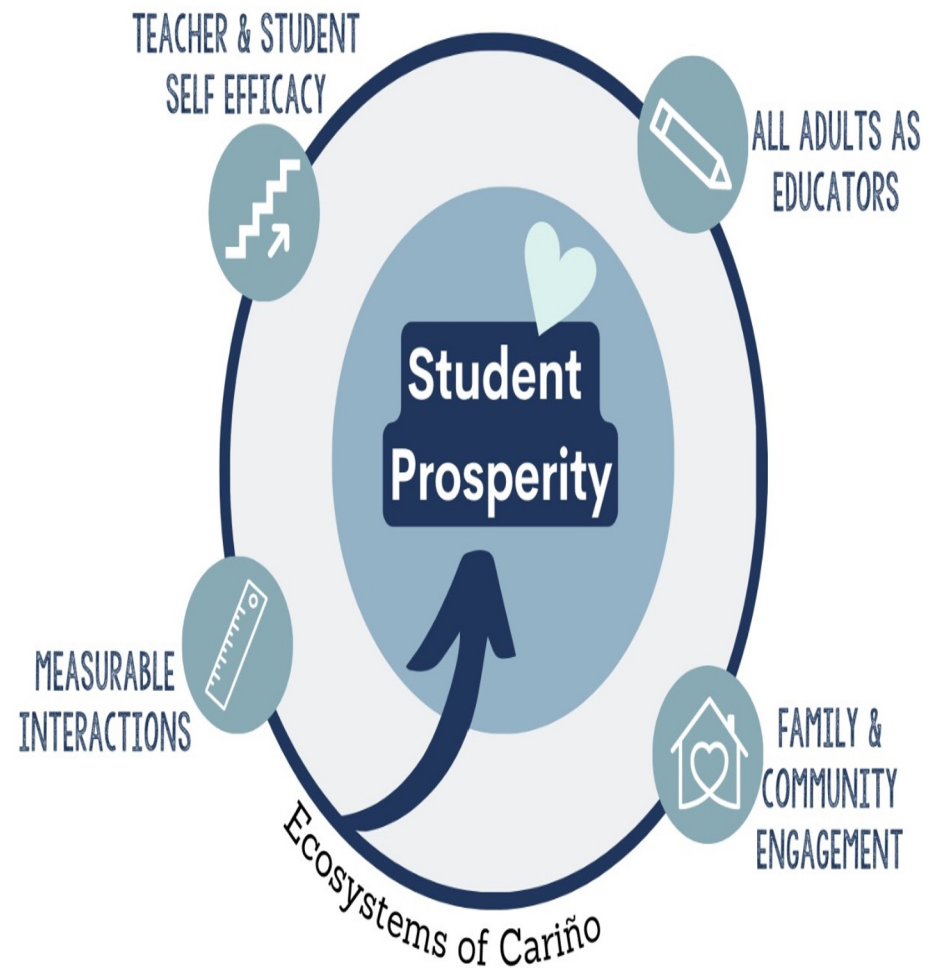 TEACHER & STUDENT
SELF EFFICACY
ALL ADULTS AS
EDUCATORS
Student
Prosperity
MEASURABLE
INTERACTIONS
FAMILY &
COMMUNITY
ENGAGEMENT
Ecosystems of Cariño